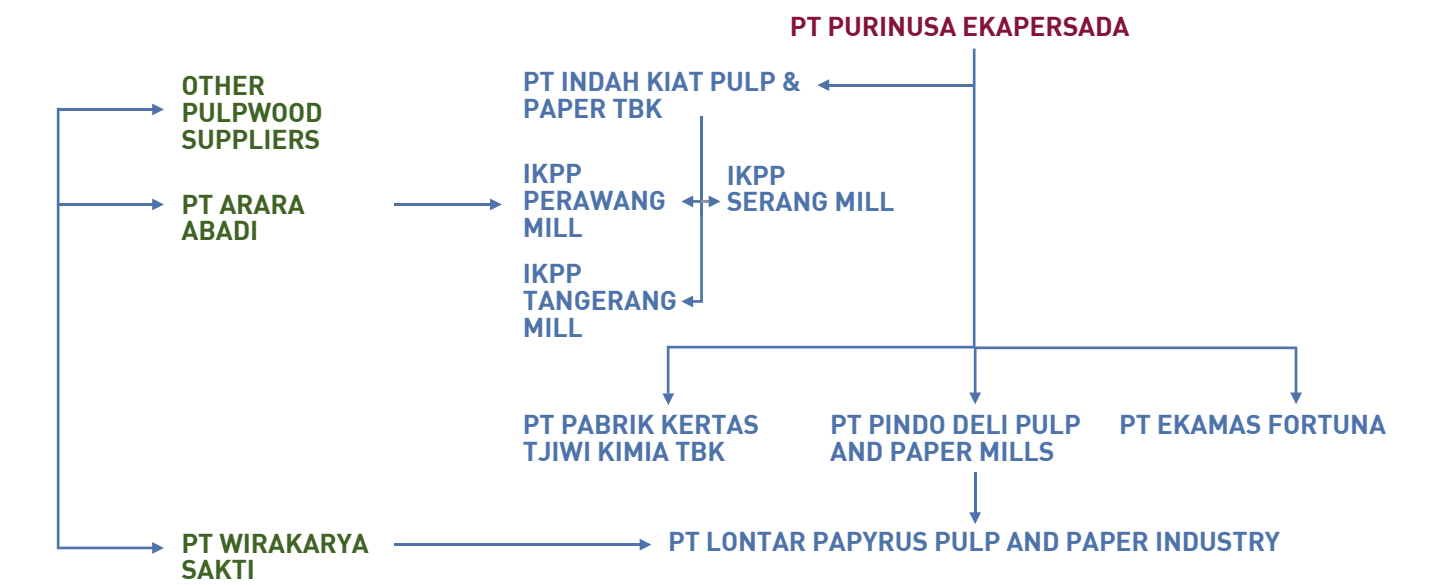 PT PURINUSA EKAPERSADA
OTHER
PULPWOOD
SUPPLIERS
PT INDAH KIAT PULP &
PAPER TBK
PT ARARA
ABADI
IKPP
PERAWANG
MILL
IKPP
SERANG MILL
IKPP
TANGERANG
MILL
PT PABRIK KERTAS
TJIWI KIMIA TBK
PT PINDO DELI PULP
AND PAPER MILLS
PT EKAMAS FORTUNA
PT WIRAKARYA
SAKTI
PT LONTAR PAPYRUS PULP AND PAPER INDUSTRY